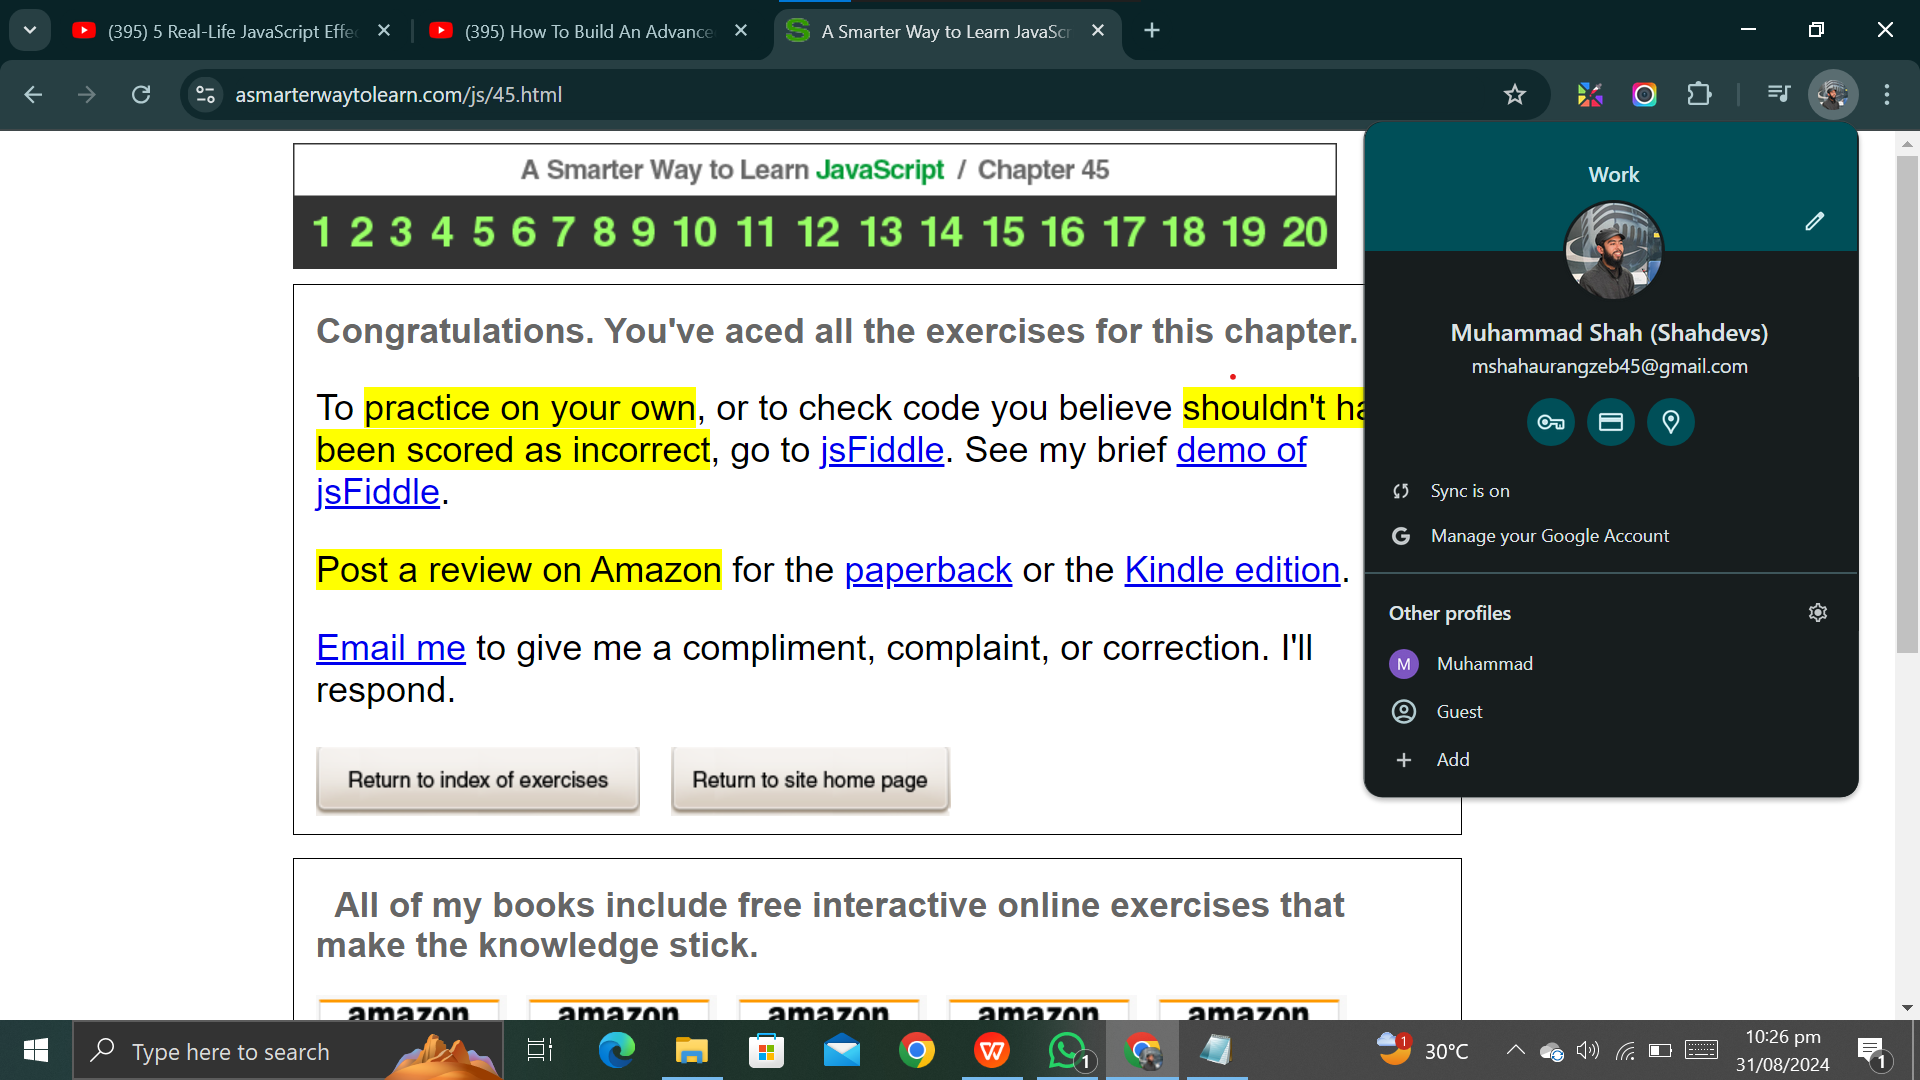 (395) 5 Real-Life JavaScript Effe
(395) How To Build An Advance
A Smarter Way to Learn JavaScr
asmarterwaytolearn.com/js/45.html
A Smarter Way to Learn JavaScript / Chapter 45
1 2 3 4 5 6 7 8 9 10 11 12 13 14 15 16 17 18 19 20
Congratulations. You've aced all the exercises for this chapter.
To practice on your own, or to check code you believe shouldn't ha
been scored as incorrect, go to jsFiddle. See my brief demo of
jsFiddle.
Post a review on Amazon for the paperback or the Kindle edition.
Email me to give me a compliment, complaint, or correction. I'll
respond.
Return to index of exercises
Return to site home page
All of my books include free interactive online exercises that
make the knowledge stick.
amazon amazon amazon amazon amazon
Work
Muhammad Shah (Shahdevs)
mshahaurangzeb45@gmail.com
Sync is on
G Manage your Google Account
Other profiles
M Muhammad
Guest
Add
Type here to search
W
1
1
30°C
10:26 pm
31/08/2024
1